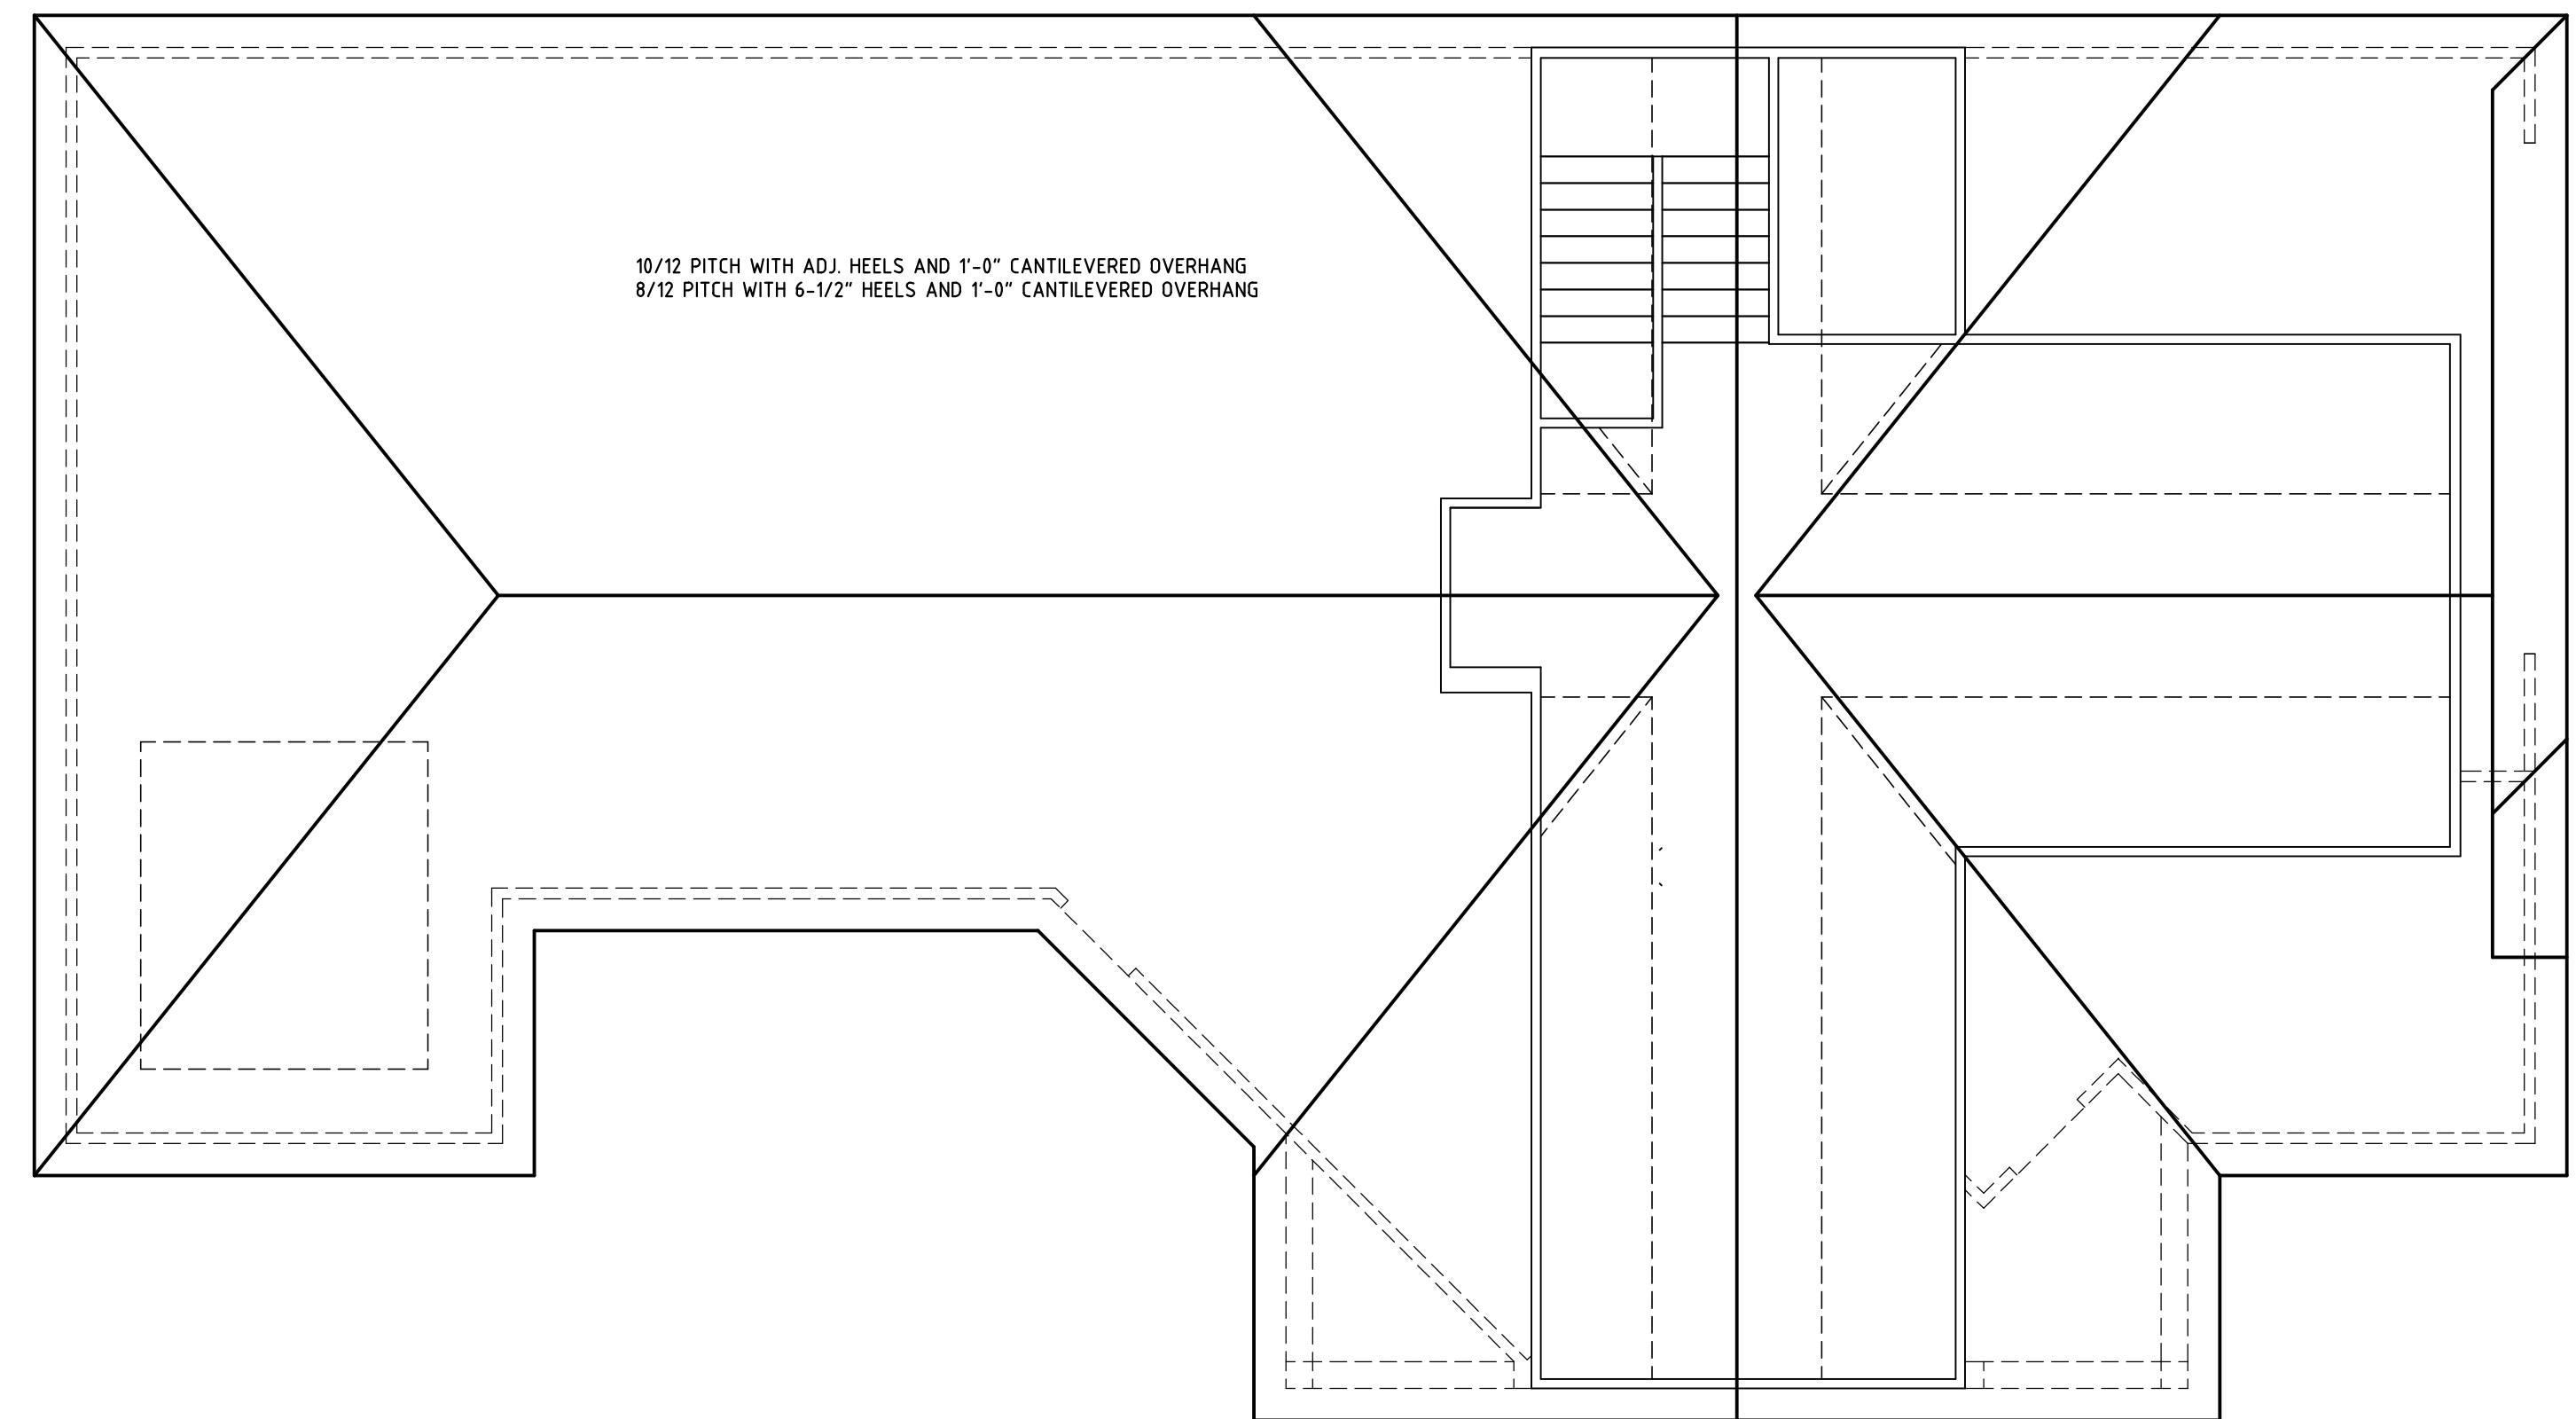 10/12 PITCH WITH ADJ. HEELS AND 1'-0" CANTILEVERED OVERHANG
8/12 PITCH WITH 6-1/2" HEELS AND 1'-0" CANTILEVERED OVERHANG